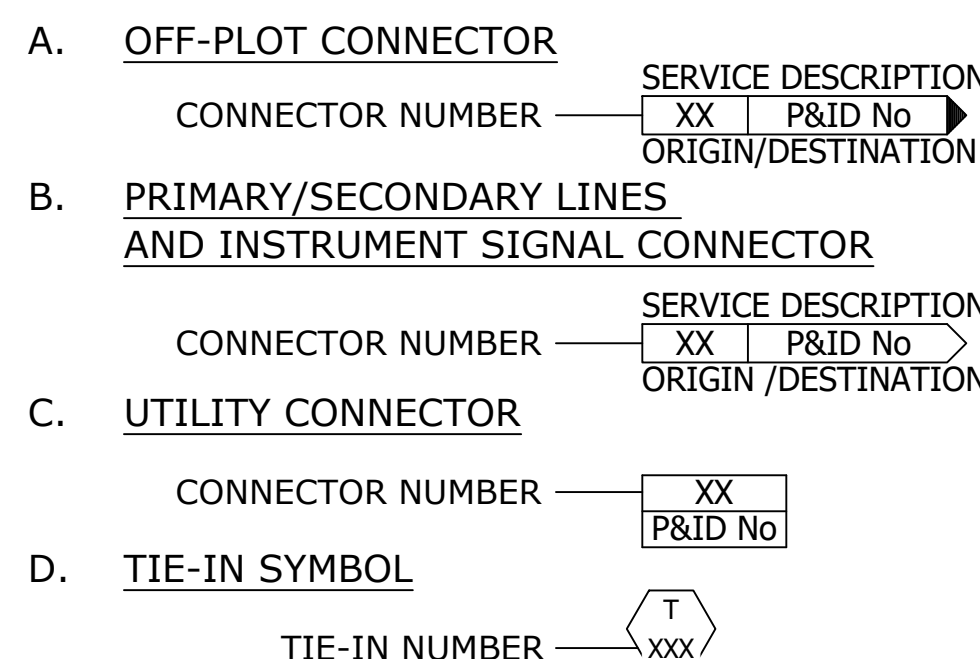 A. OFF-PLOT CONNECTOR
SERVICE DESCRIPTION
CONNECTOR NUMBER XX P&ID No
ORIGIN/DESTINATION
B. PRIMARY/SECONDARY LINES
AND INSTRUMENT SIGNAL CONNECTOR
SERVICE DESCRIPTION
CONNECTOR NUMBER XX P&ID No
ORIGIN /DESTINATION
C. UTILITY CONNECTOR
CONNECTOR NUMBER XX
P&ID No
D. TIE-IN SYMBOL
T
TIE-IN NUMBER XXX